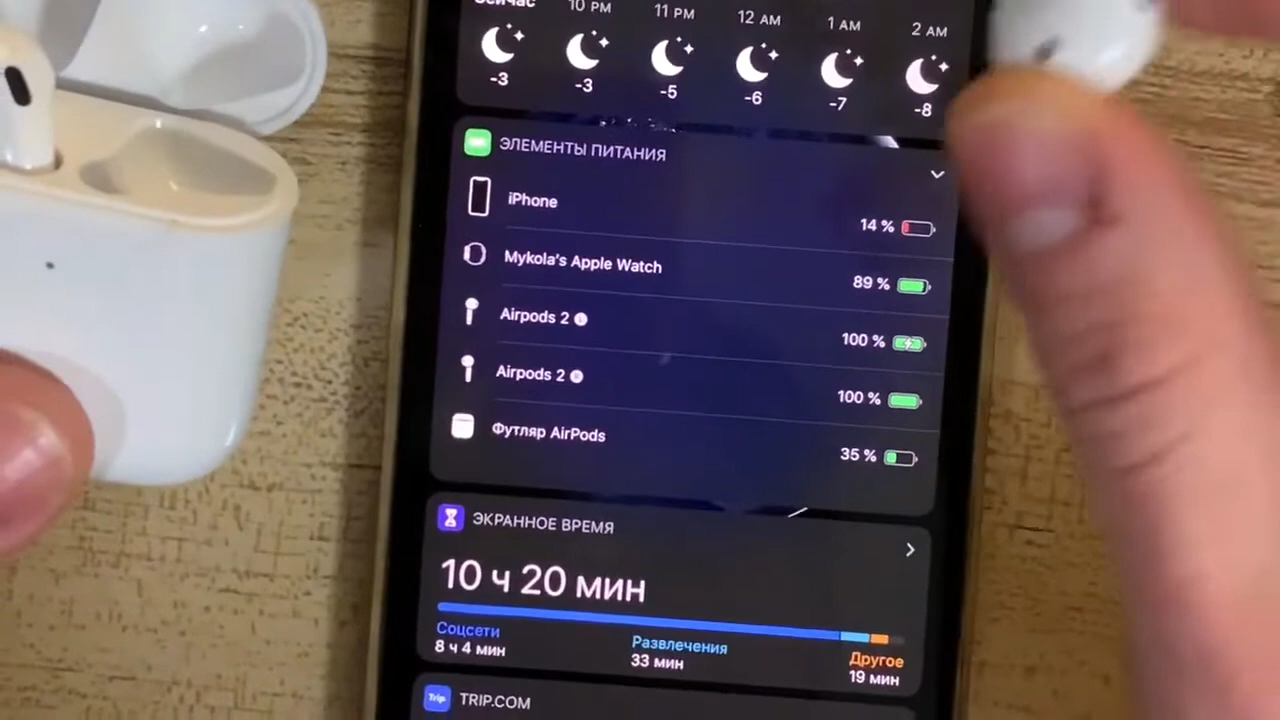 Сейчас 10 PM 11 PM 12 AM 1 AM 2 AM
-3 -3 -5 -6 -7 -8
ЭЛЕМЕНТЫ ПИТАНИЯ
iPhone 14 %
Mykola's Apple Watch 89 %
Airpods 2 100 %
Airpods 2 100 %
Футляр AirPods 35 %
ЭКРАННОЕ ВРЕМЯ
10 ч 20 мин
Соцсети Развлечения Другое
8 ч 4 мин 33 мин 19 мин
Trip TRIP.COM